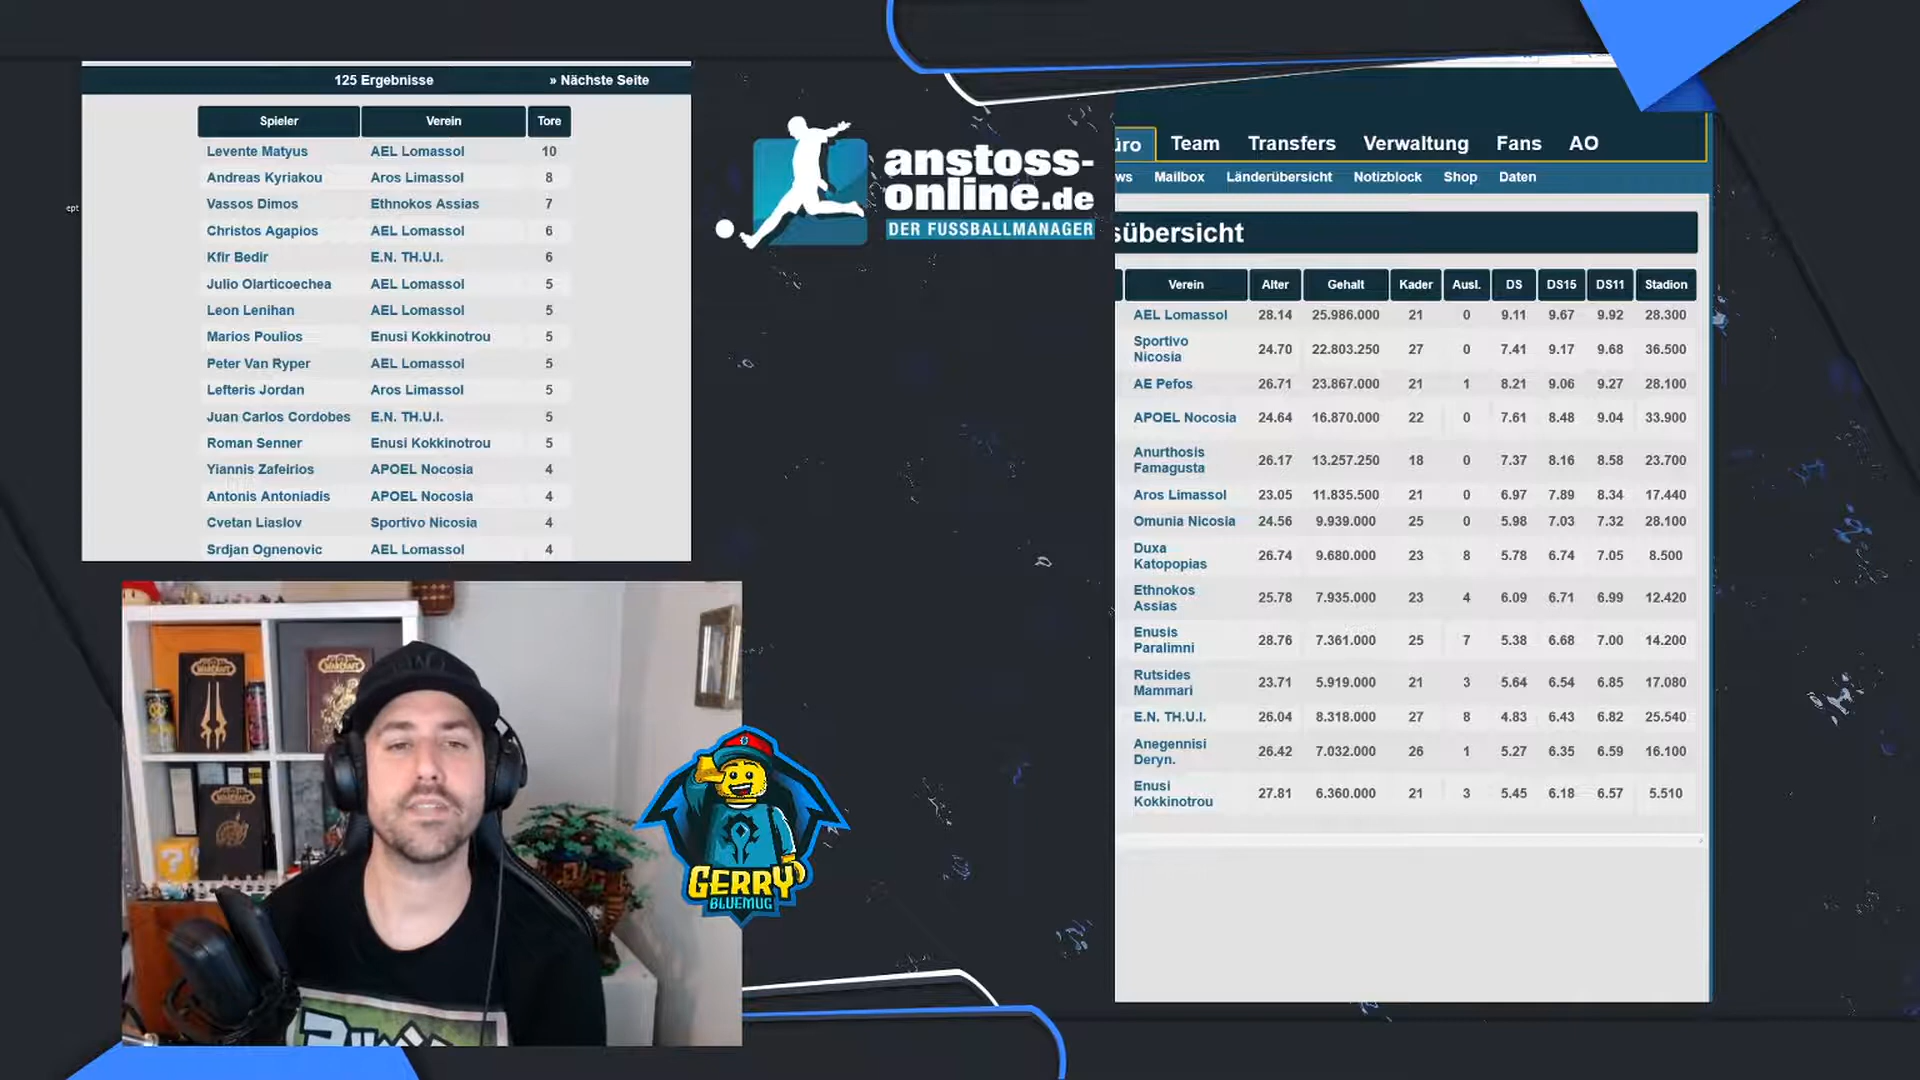 125 Ergebnisse » Nächste Seite
Spieler Verein Tore
Levente Matyus AEL Lomassol 10
Andreas Kyriakou Aros Limassol 8
Vassos Dimos Ethnokos Assias 7
Christos Agapios AEL Lomassol 6
Kfir Bedir E.N. TH.U.I. 6
Julio Olarticoechea AEL Lomassol 5
Leon Lenihan AEL Lomassol 5
Marios Poulios Enusi Kokkinotrou 5
Peter Van Ryper AEL Lomassol 5
Lefteris Jordan Aros Limassol 5
Juan Carlos Cordobes E.N. TH.U.I. 5
Roman Senner Enusi Kokkinotrou 5
Yiannis Zafeirios APOEL Nocosia 4
Antonis Antoniadis APOEL Nocosia 4
Cvetan Liaslov Sportivo Nicosia 4
Srdjan Ognenovic AEL Lomassol 4
ept
anstoss-
online.de
DER FUSSBALLMANAGER
üro Team Transfers Verwaltung Fans AO
ws Mailbox Länderübersicht Notizblock Shop Daten
sübersicht
Verein Alter Gehalt Kader Ausl. DS DS15 DS11 Stadion
AEL Lomassol 28.14 25.986.000 21 0 9.11 9.67 9.92 28.300
Sportivo
Nicosia 24.70 22.803.250 27 0 7.41 9.17 9.68 36.500
AE Pefos 26.71 23.867.000 21 1 8.21 9.06 9.27 28.100
APOEL Nocosia 24.64 16.870.000 22 0 7.61 8.48 9.04 33.900
Anurthosis
Famagusta 26.17 13.257.250 18 0 7.37 8.16 8.58 23.700
Aros Limassol 23.05 11.835.500 21 0 6.97 7.89 8.34 17.440
Omunia Nicosia 24.56 9.939.000 25 0 5.98 7.03 7.32 28.100
Duxa
Katopopias 26.74 9.680.000 23 8 5.78 6.74 7.05 8.500
Ethnokos
Assias 25.78 7.935.000 23 4 6.09 6.71 6.99 12.420
Enusis
Paralimni 28.76 7.361.000 25 7 5.38 6.68 7.00 14.200
Rutsides
Mammari 23.71 5.919.000 21 3 5.64 6.54 6.85 17.080
E.N. TH.U.I. 26.04 8.318.000 27 8 4.83 6.43 6.82 25.540
Anegennisi
Deryn. 26.42 7.032.000 26 1 5.27 6.35 6.59 16.100
Enusi
Kokkinotrou 27.81 6.360.000 21 3 5.45 6.18 6.57 5.510
WARCRAFT
WARCRAFT
WARCRAFT
GERRY
BLUEMUG